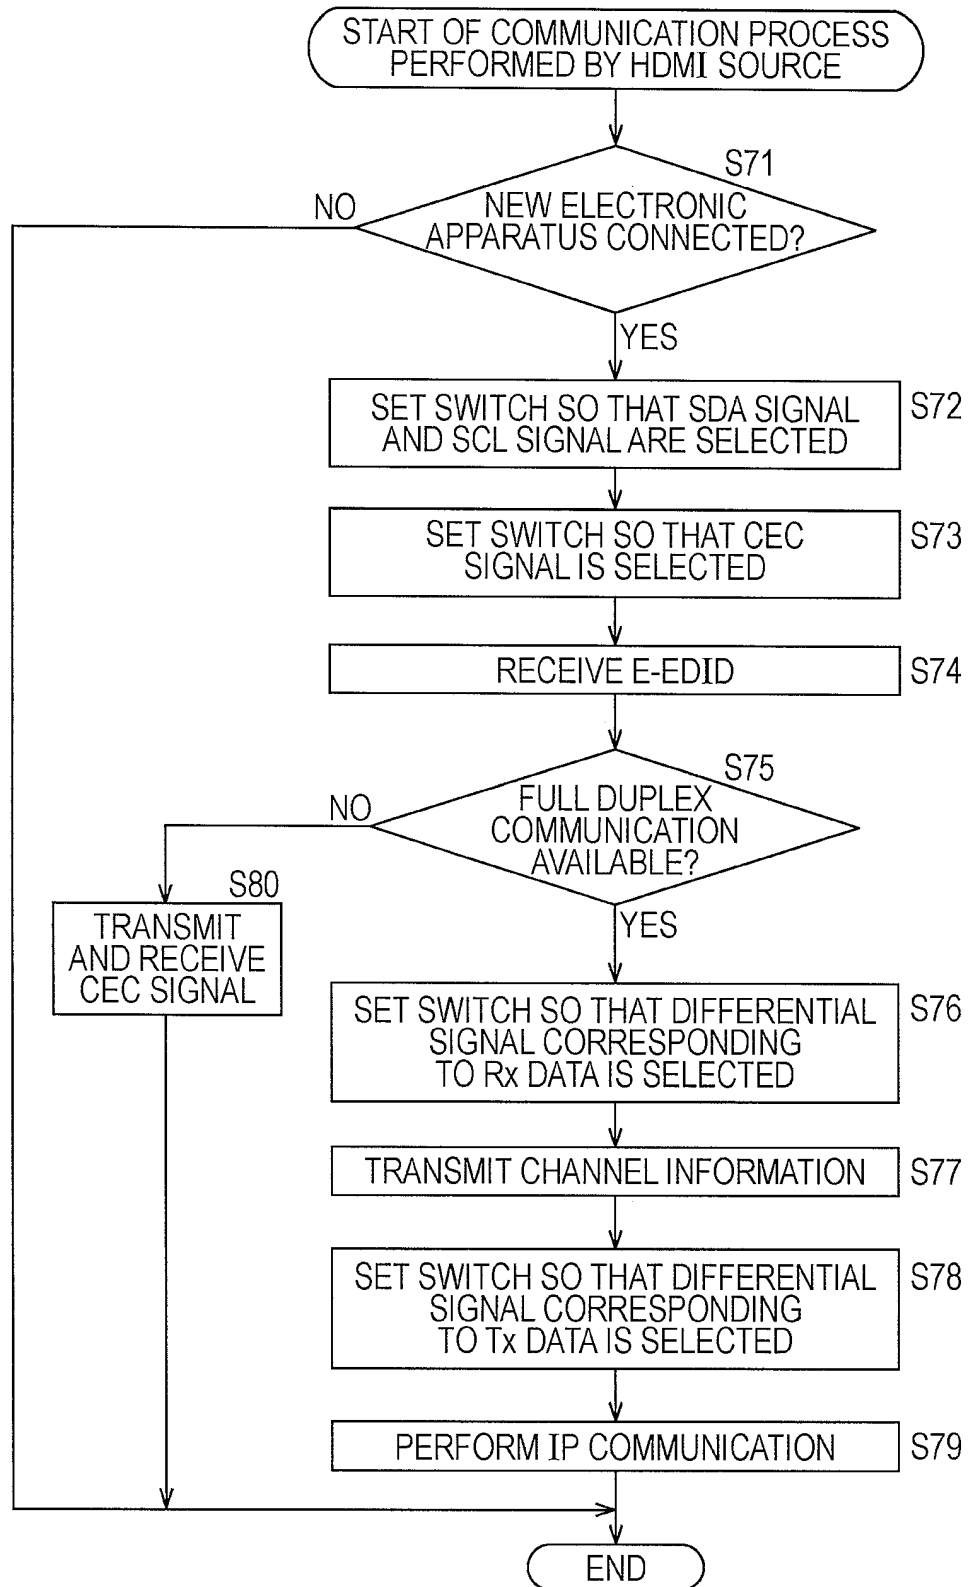 START OF COMMUNICATION PROCESS
PERFORMED BY HDMI SOURCE
S71
NEW ELECTRONIC
APPARATUS CONNECTED?
NO
YES
SET SWITCH SO THAT SDA SIGNAL
AND SCL SIGNAL ARE SELECTED
S72
SET SWITCH SO THAT CEC
SIGNAL IS SELECTED
S73
RECEIVE E-EDID
S74
S75
FULL DUPLEX
COMMUNICATION
AVAILABLE?
NO
YES
S80
TRANSMIT
AND RECEIVE
CEC SIGNAL
SET SWITCH SO THAT DIFFERENTIAL
SIGNAL CORRESPONDING
TO Rx DATA IS SELECTED
S76
TRANSMIT CHANNEL INFORMATION
S77
SET SWITCH SO THAT DIFFERENTIAL
SIGNAL CORRESPONDING
TO Tx DATA IS SELECTED
S78
PERFORM IP COMMUNICATION
S79
END